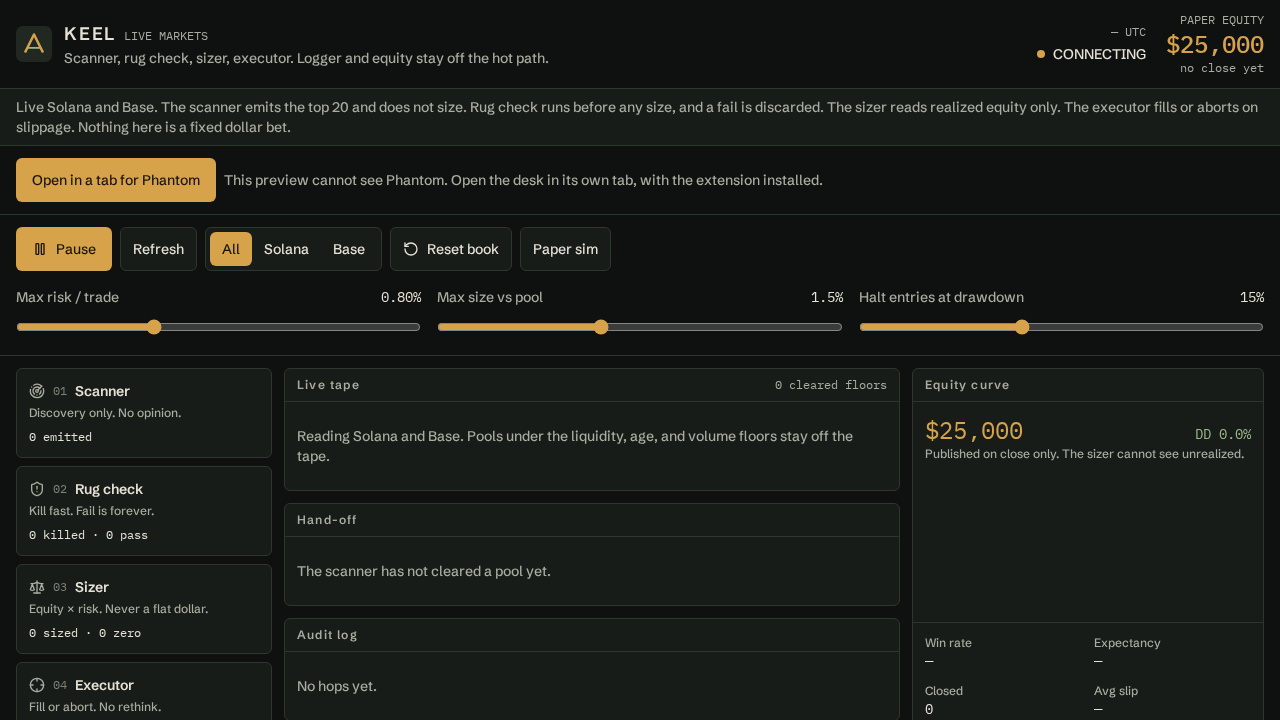 KEEL LIVE MARKETS
Scanner, rug check, sizer, executor. Logger and equity stay off the hot path.
— UTC
CONNECTING
PAPER EQUITY
$25,000
no close yet
Live Solana and Base. The scanner emits the top 20 and does not size. Rug check runs before any size, and a fail is discarded. The sizer reads realized equity only. The executor fills or aborts on
slippage. Nothing here is a fixed dollar bet.
Open in a tab for Phantom
This preview cannot see Phantom. Open the desk in its own tab, with the extension installed.
Pause
Refresh
All
Solana
Base
Reset book
Paper sim
Max risk / trade 0.80%
Max size vs pool 1.5%
Halt entries at drawdown 15%
01 Scanner
Discovery only. No opinion.
0 emitted
02 Rug check
Kill fast. Fail is forever.
0 killed · 0 pass
03 Sizer
Equity × risk. Never a flat dollar.
0 sized · 0 zero
04 Executor
Fill or abort. No rethink.
Live tape 0 cleared floors
Reading Solana and Base. Pools under the liquidity, age, and volume floors stay off the
tape.
Hand-off
The scanner has not cleared a pool yet.
Audit log
No hops yet.
Equity curve
$25,000 DD 0.0%
Published on close only. The sizer cannot see unrealized.
Win rate
—
Expectancy
—
Closed
0
Avg slip
—